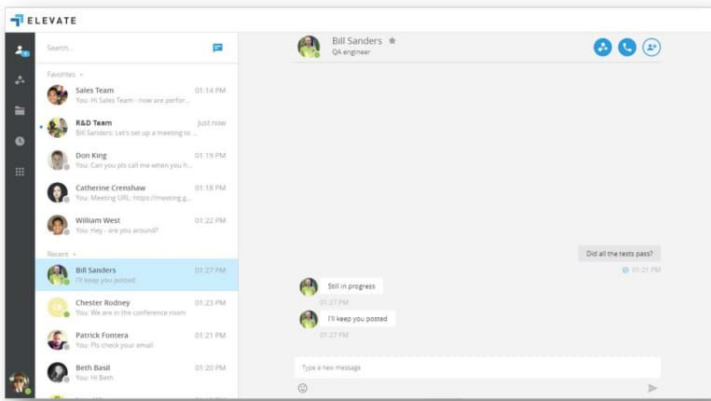 ELEVATE
Search...
Favorites
Sales Team 01:14 PM
You: Hi Sales Team - how are perfor...
R&D Team Just now
Bill Sanders: Let's set up a meeting to ...
Don King 01:19 PM
You: Can you pls call me when you h...
Catherine Crenshaw 01:18 PM
You: Meeting URL: https://meeting.g...
William West 01:22 PM
You: Hey - are you around?
Recent
Bill Sanders 01:27 PM
I'll keep you posted
Chester Rodney 01:23 PM
You: We are in the conference room
Patrick Fontera 01:21 PM
You: Pls check your email
Beth Basil 01:20 PM
You: Hi Beth
Bill Sanders
QA engineer
Did all the tests pass?
01:21 PM
Still in progress
01:27 PM
I'll keep you posted
01:27 PM
Type a new message